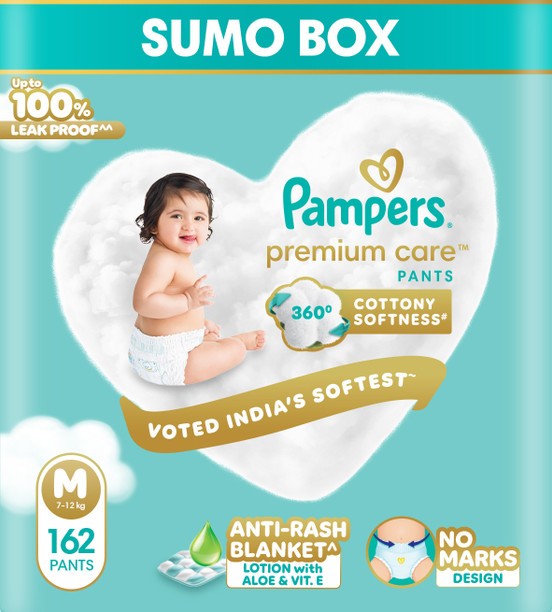 SUMO BOX
Up to
100%
LEAK PROOF^^
Pampers®
premium care™
PANTS
360°
COTTONY
SOFTNESS#
VOTED INDIA'S SOFTEST~
M
7-12 kg
162
PANTS
ANTI-RASH
BLANKET^
LOTION with
ALOE & VIT. E
NO
MARKS
DESIGN